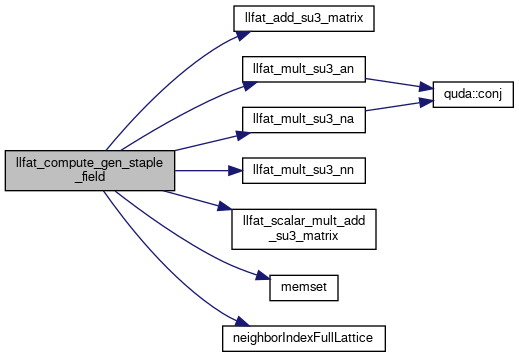 llfat_add_su3_matrix
llfat_mult_su3_an
quda::conj
llfat_mult_su3_na
llfat_compute_gen_staple
_field
llfat_mult_su3_nn
llfat_scalar_mult_add
_su3_matrix
memset
neighborIndexFullLattice